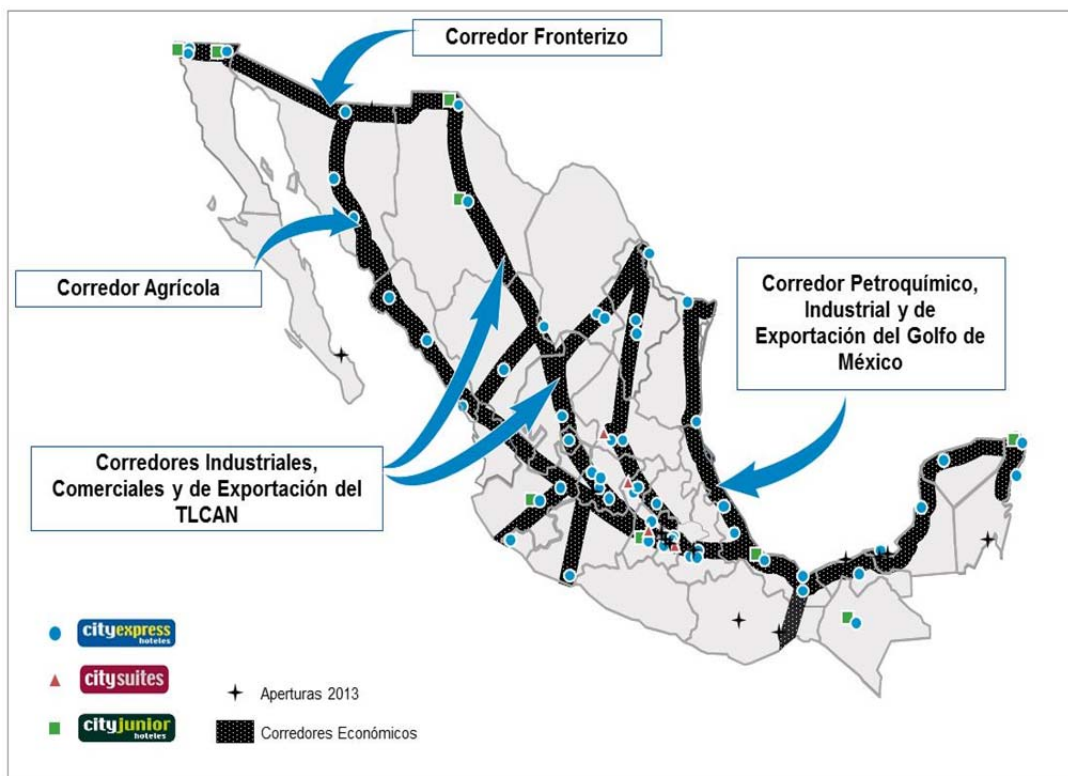 Corredor Fronterizo
Corredor Agrícola
Corredor Petroquímico,
Industrial y de
Exportación del Golfo de
México
Corredores Industriales,
Comerciales y de Exportación del
TLCAN
cityexpress
hoteles
citysuites
cityjunior
hoteles
Aperturas 2013
Corredores Económicos